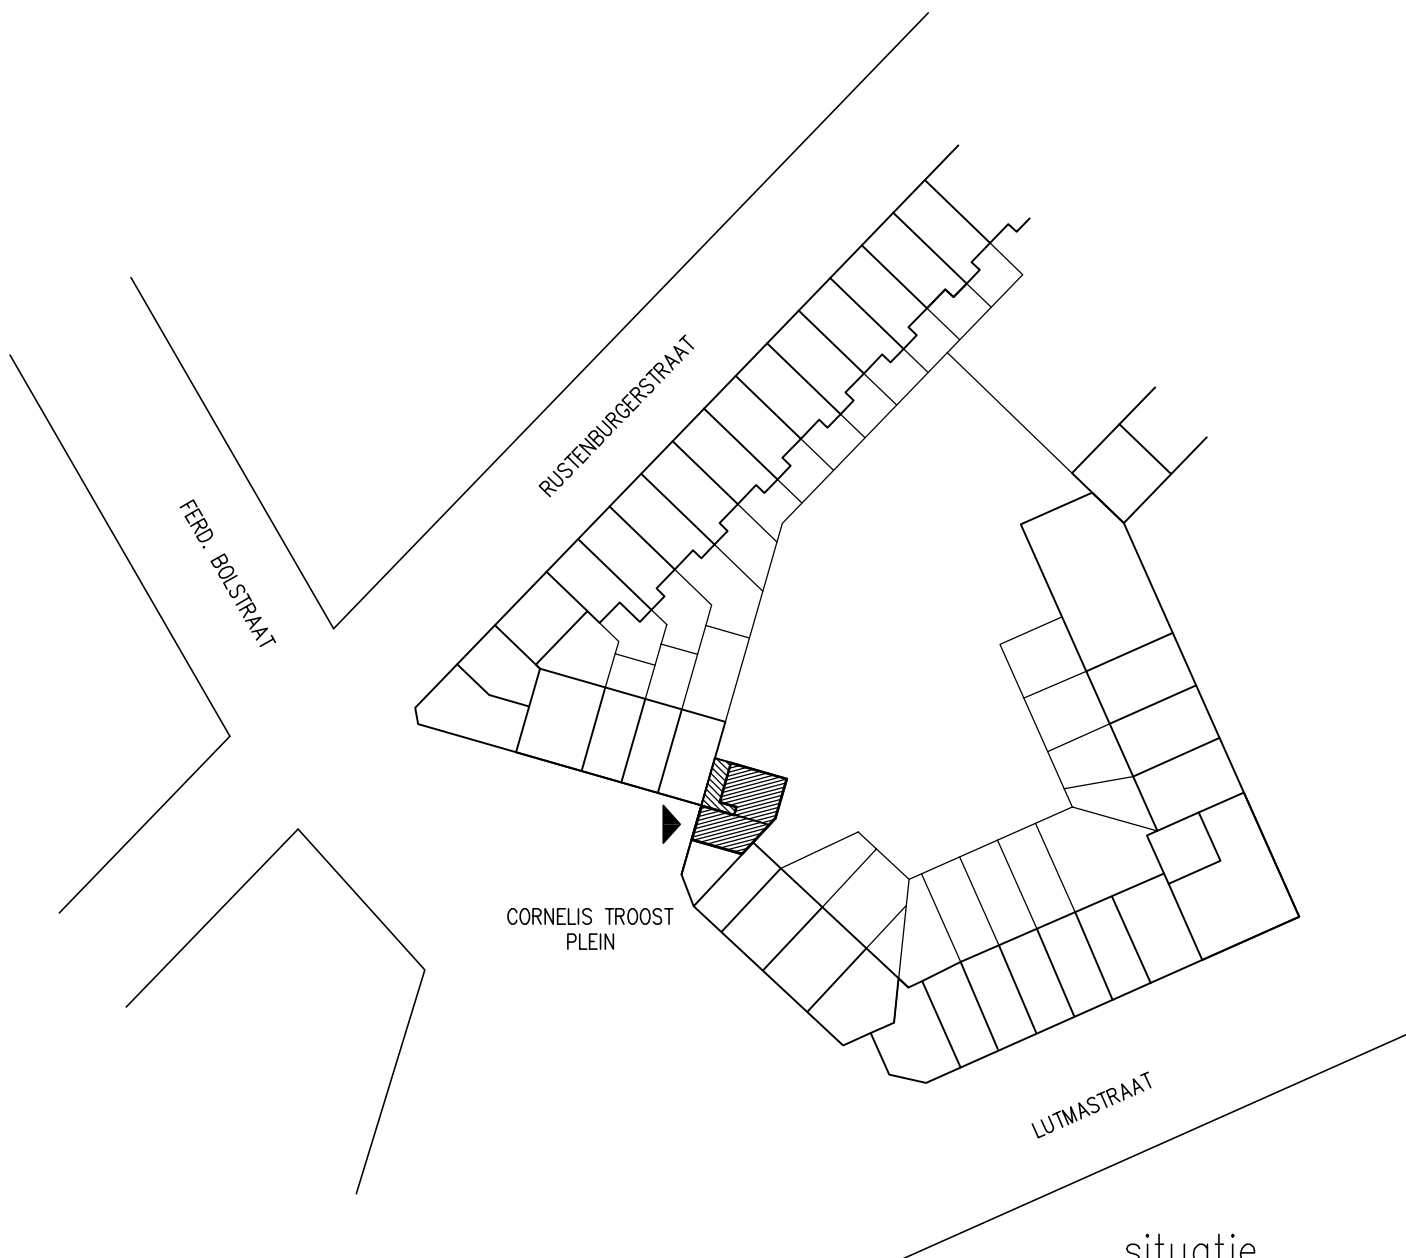 RUSTENBURGERSTRAAT
FERD. BOLSTRAAT
CORNELIS TROOST
PLEIN
LUTMASTRAAT
situatie